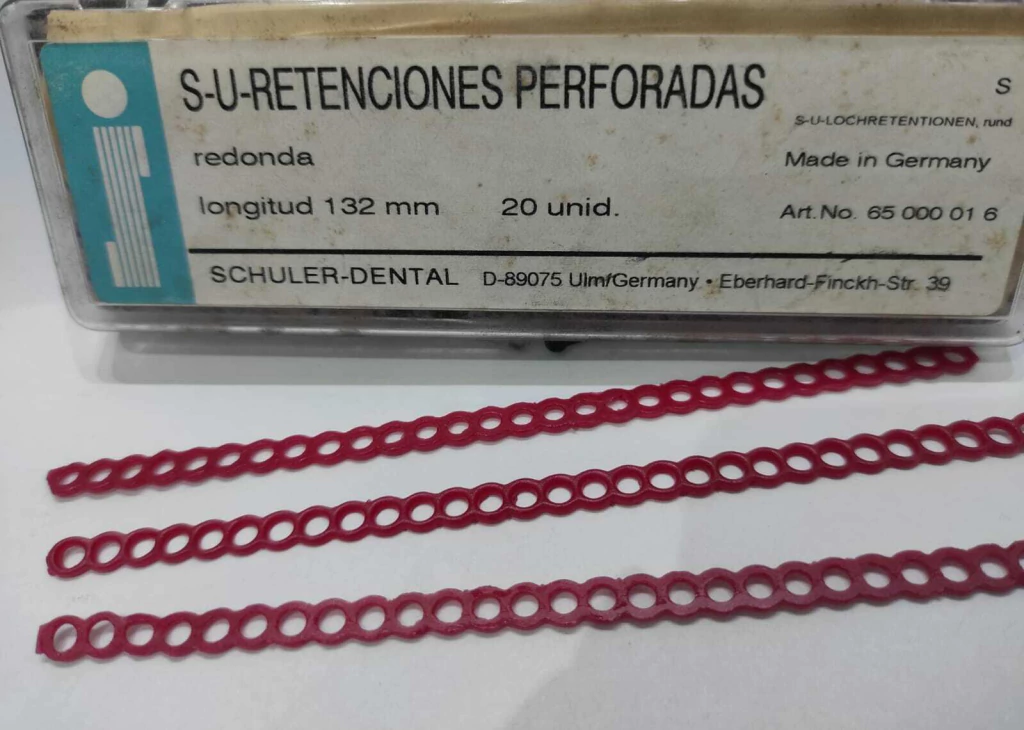 S-U-RETENCIONES PERFORADAS
S
S-U-LOCHRETENTIONEN, rund
redonda
Made in Germany
longitud 132 mm 20 unid.
Art.No. 65 000 01 6
SCHULER-DENTAL D-89075 Ulm/Germany • Eberhard-Finckh-Str. 39